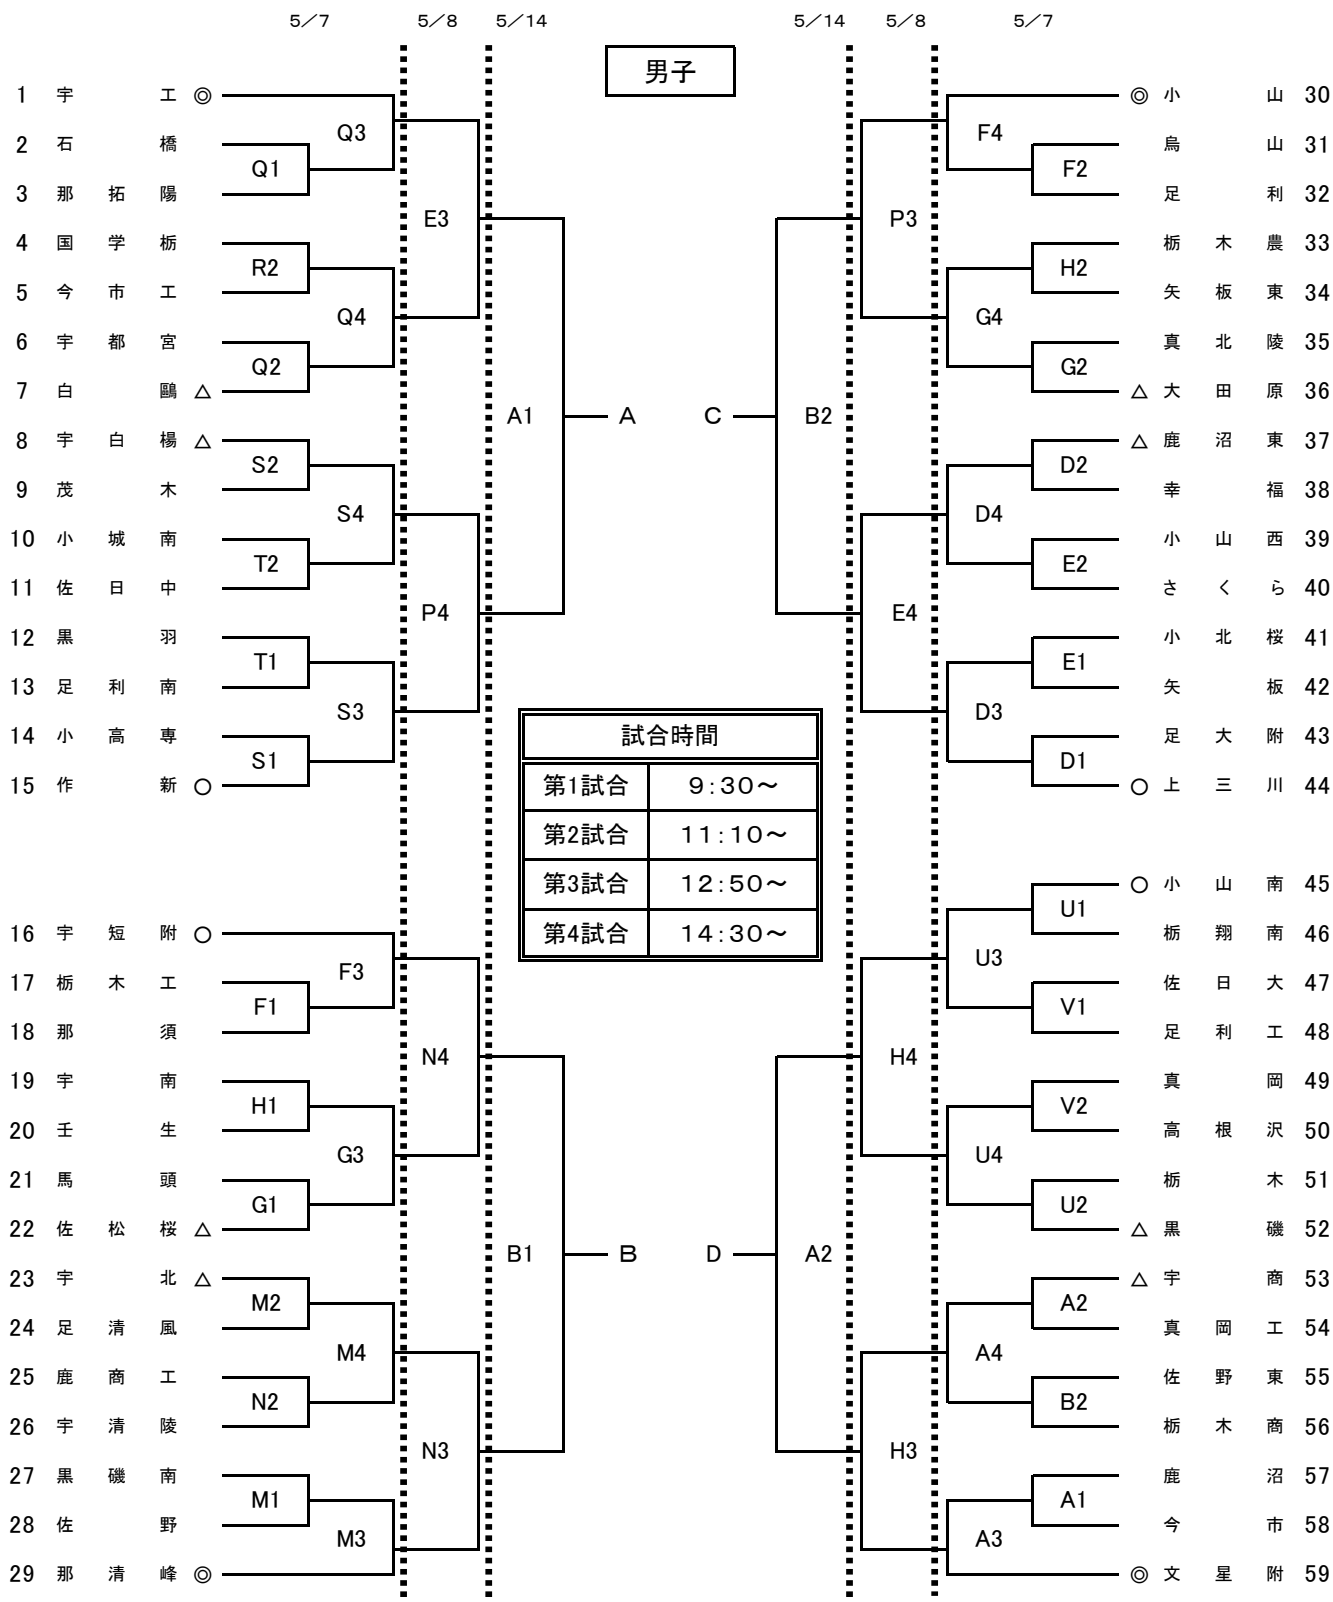 5／7 5／8 5／14 5／14 5／8 5／7
男子
1 宇工 ◎ ◎ 小山 30
Q3 F4
2 石橋 烏山 31
Q1 F2
3 那拓陽 足利 32
E3 P3
4 国学栃 栃木農 33
R2 H2
5 今市工 矢板東 34
Q4 G4
6 宇都宮 真北陵 35
Q2 G2
7 白鷗 △ △ 大田原 36
A1 A C B2
8 宇白楊 △ △ 鹿沼東 37
S2 D2
9 茂木 幸福 38
S4 D4
10 小城南 小山西 39
T2 E2
11 佐日中 さくら 40
P4 E4
12 黒羽 小北桜 41
T1 E1
13 足利南 矢板 42
S3 D3
14 小高専 足大附 43
S1 D1
15 作新 ○ ○ 上三川 44
試合時間
第1試合 9：30～
第2試合 11：10～
第3試合 12：50～
第4試合 14：30～
○ 小山南 45
U1
16 宇短附 ○ 栃翔南 46
F3 U3
17 栃木工 佐日大 47
F1 V1
18 那須 足利工 48
N4 H4
19 宇南 真岡 49
H1 V2
20 壬生 高根沢 50
G3 U4
21 馬頭 栃木 51
G1 U2
22 佐松桜 △ △ 黒磯 52
B1 B D A2
23 宇北 △ △ 宇商 53
M2 A2
24 足清風 真岡工 54
M4 A4
25 鹿商工 佐野東 55
N2 B2
26 宇清陵 栃木商 56
N3 H3
27 黒磯南 鹿沼 57
M1 A1
28 佐野 今市 58
M3 A3
29 那清峰 ◎ ◎ 文星附 59